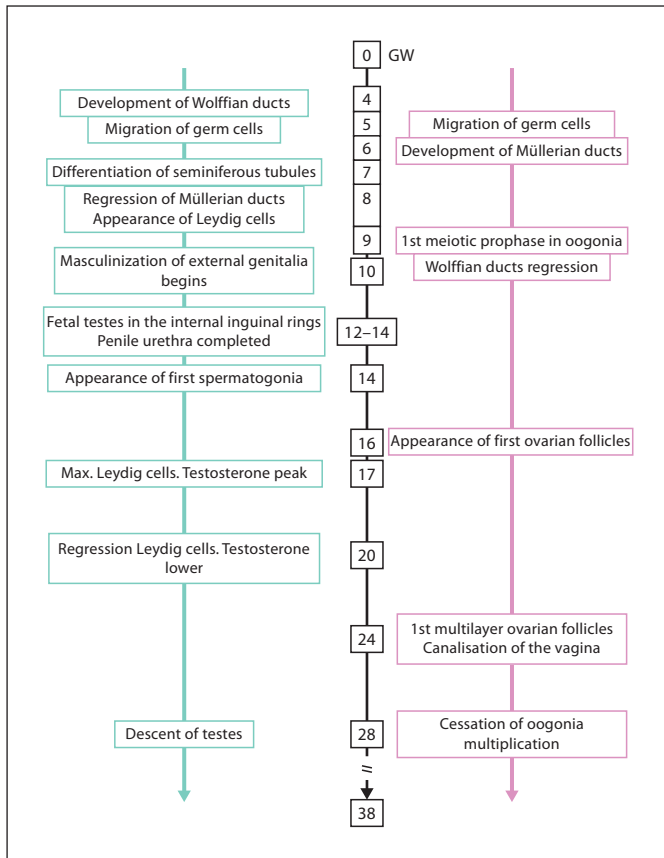 0 GW
4
Development of Wolffian ducts
Migration of germ cells
5
Migration of germ cells
6
Development of Müllerian ducts
Differentiation of seminiferous tubules
7
Regression of Müllerian ducts
Appearance of Leydig cells
8
9
1st meiotic prophase in oogonia
Masculinization of external genitalia
begins
10
Wolffian ducts regression
Fetal testes in the internal inguinal rings
Penile urethra completed
12–14
Appearance of first spermatogonia
14
16
Appearance of first ovarian follicles
Max. Leydig cells. Testosterone peak
17
Regression Leydig cells. Testosterone
lower
20
24
1st multilayer ovarian follicles
Canalisation of the vagina
Descent of testes
28
Cessation of oogonia
multiplication
//
38